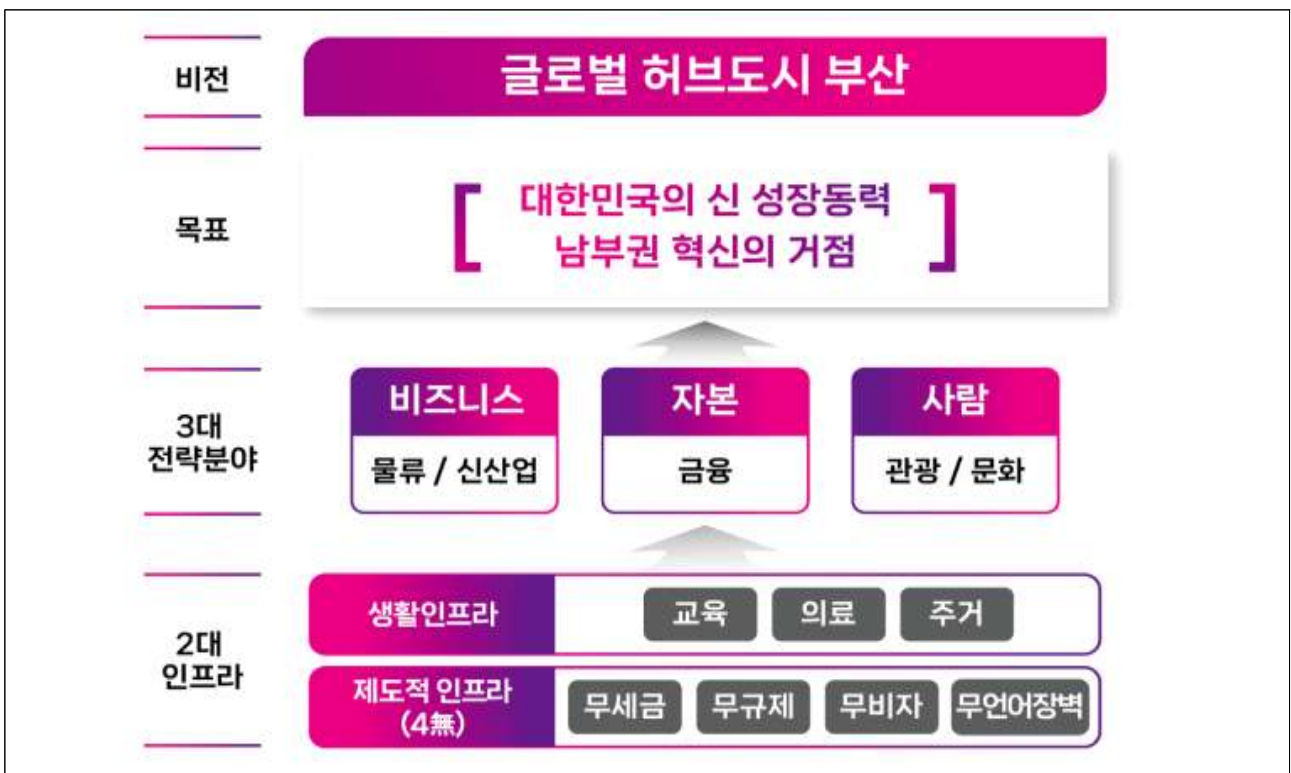 비전
글로벌 허브도시 부산
목표
대한민국의 신 성장동력
남부권 혁신의 거점
3대
전략분야
비즈니스
물류 / 신산업
자본
금융
사람
관광 / 문화
2대
인프라
생활인프라
교육
의료
주거
제도적 인프라
(4無)
무세금
무규제
무비자
무언어장벽